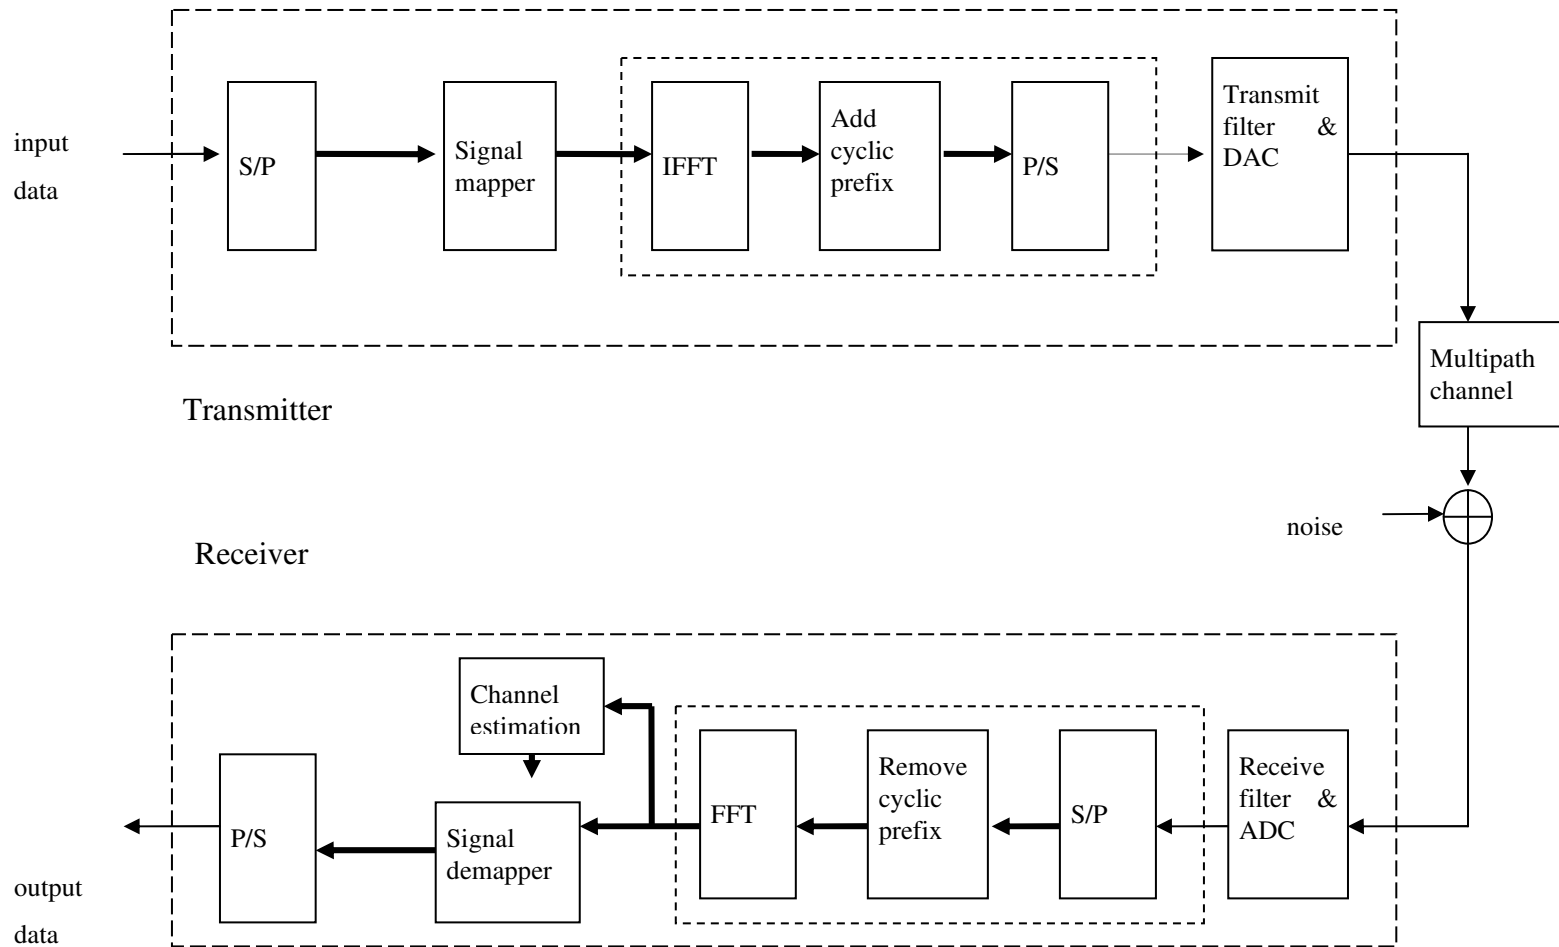 input
data
S/P
Signal
mapper
IFFT
Add
cyclic
prefix
P/S
Transmit
filter &
DAC
Multipath
channel
Transmitter
noise
Receiver
Channel
estimation
Receive
filter &
ADC
S/P
Remove
cyclic
prefix
FFT
Signal
demapper
P/S
output
data